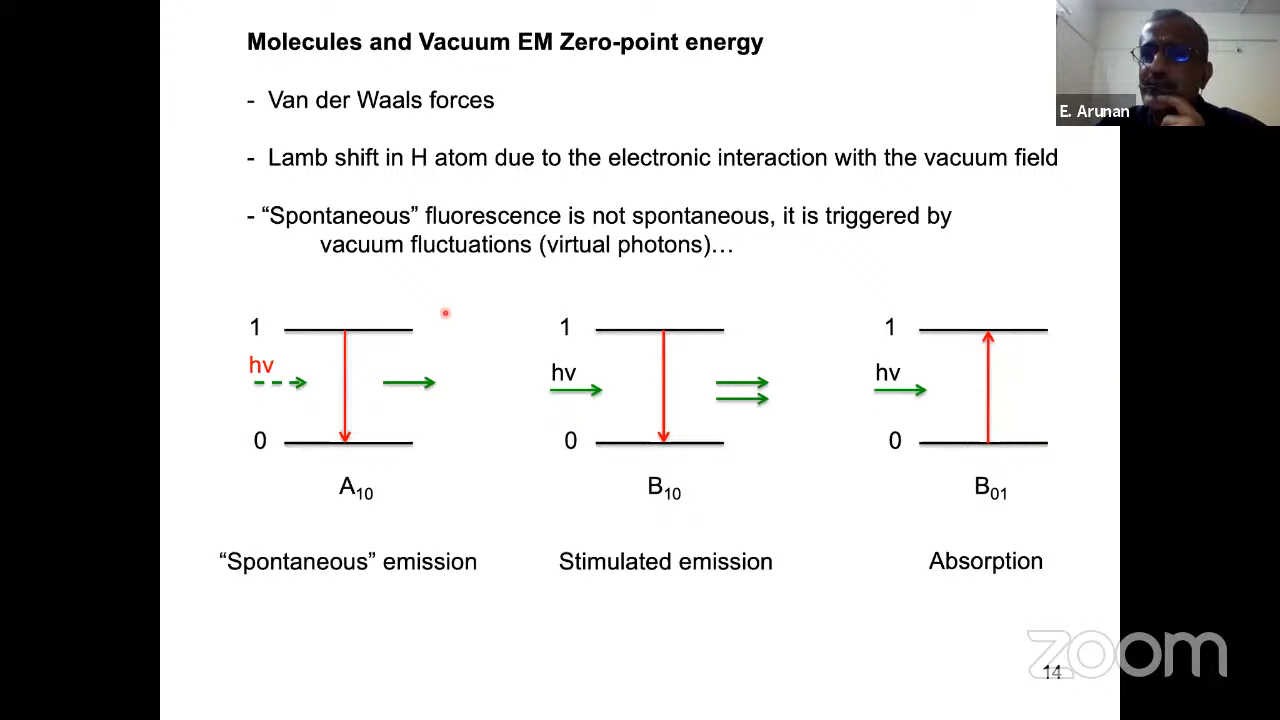 Molecules and Vacuum EM Zero-point energy
- Van der Waals forces
- Lamb shift in H atom due to the electronic interaction with the vacuum field
- “Spontaneous” fluorescence is not spontaneous, it is triggered by
vacuum fluctuations (virtual photons)…
E. Arunan
1 1 1
hν hν hν
0 0 0
A10 B10 B01
“Spontaneous” emission Stimulated emission Absorption
zoom
14